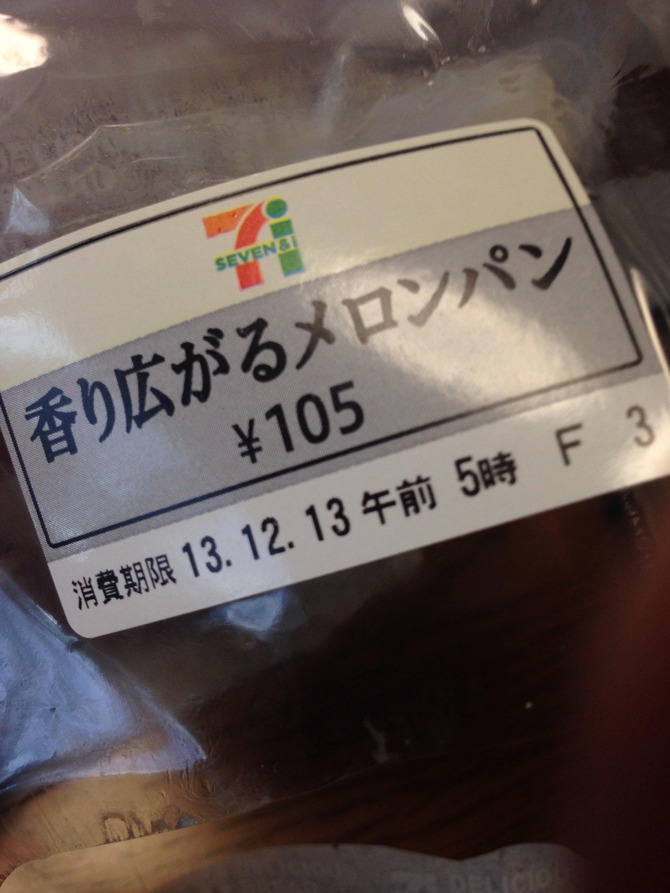 SEVEN&i
香り広がるメロンパン
¥105
消費期限 13.12.13 午前 5時 F 3
DELICIOUS